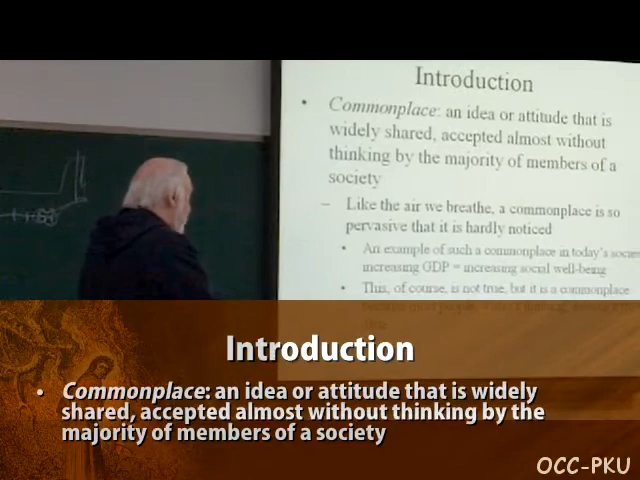 Introduction
• Commonplace: an idea or attitude that is
widely shared, accepted almost without
thinking by the majority of members of a
society
– Like the air we breathe, a commonplace is so
pervasive that it is hardly noticed
• An example of such a commonplace in today's
increasing GDP = increasing social well-being
• This, of course, is not true, but it is a commonplace
Introduction
• Commonplace: an idea or attitude that is widely
shared, accepted almost without thinking by the
majority of members of a society
OCC-PKU